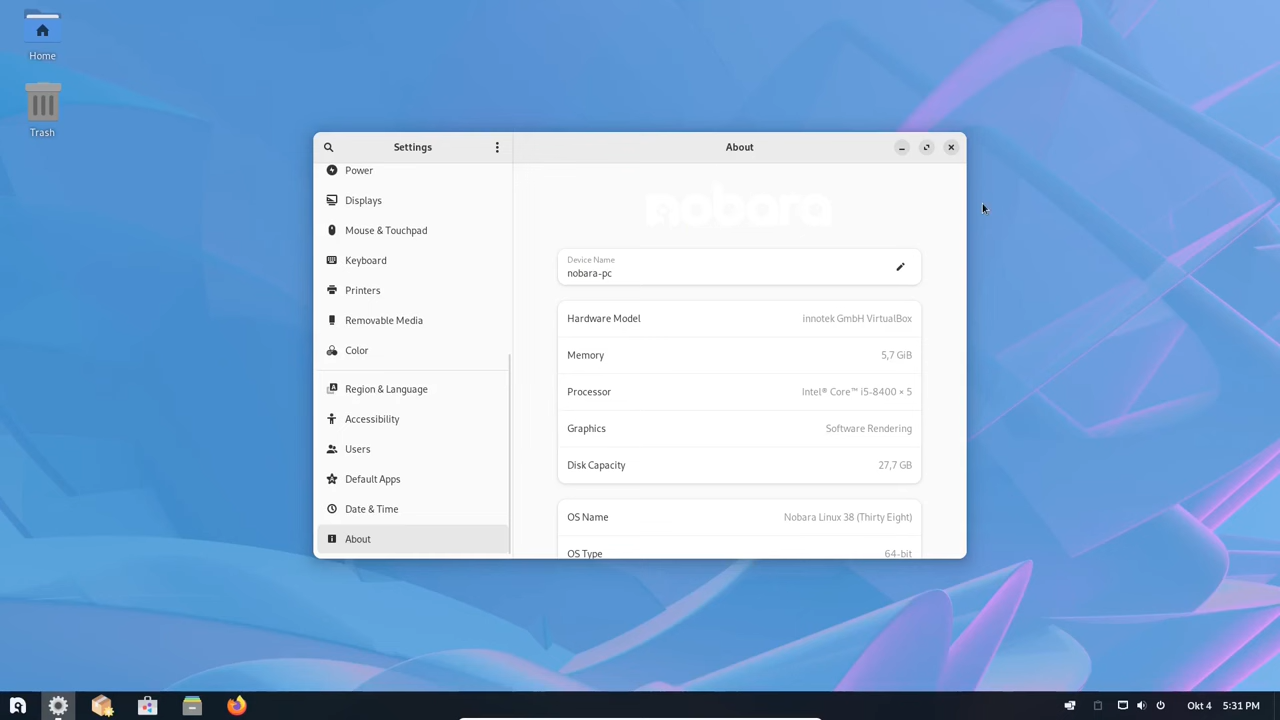 Home
Trash
Settings
About
Power
Displays
Mouse & Touchpad
Keyboard
Printers
Removable Media
Color
Region & Language
Accessibility
Users
Default Apps
Date & Time
About
nobara
Device Name
nobara-pc
Hardware Model innotek GmbH VirtualBox
Memory 5,7 GiB
Processor Intel® Core™ i5-8400 × 5
Graphics Software Rendering
Disk Capacity 27,7 GB
OS Name Nobara Linux 38 (Thirty Eight)
OS Type 64-bit
Okt 4 5:31 PM